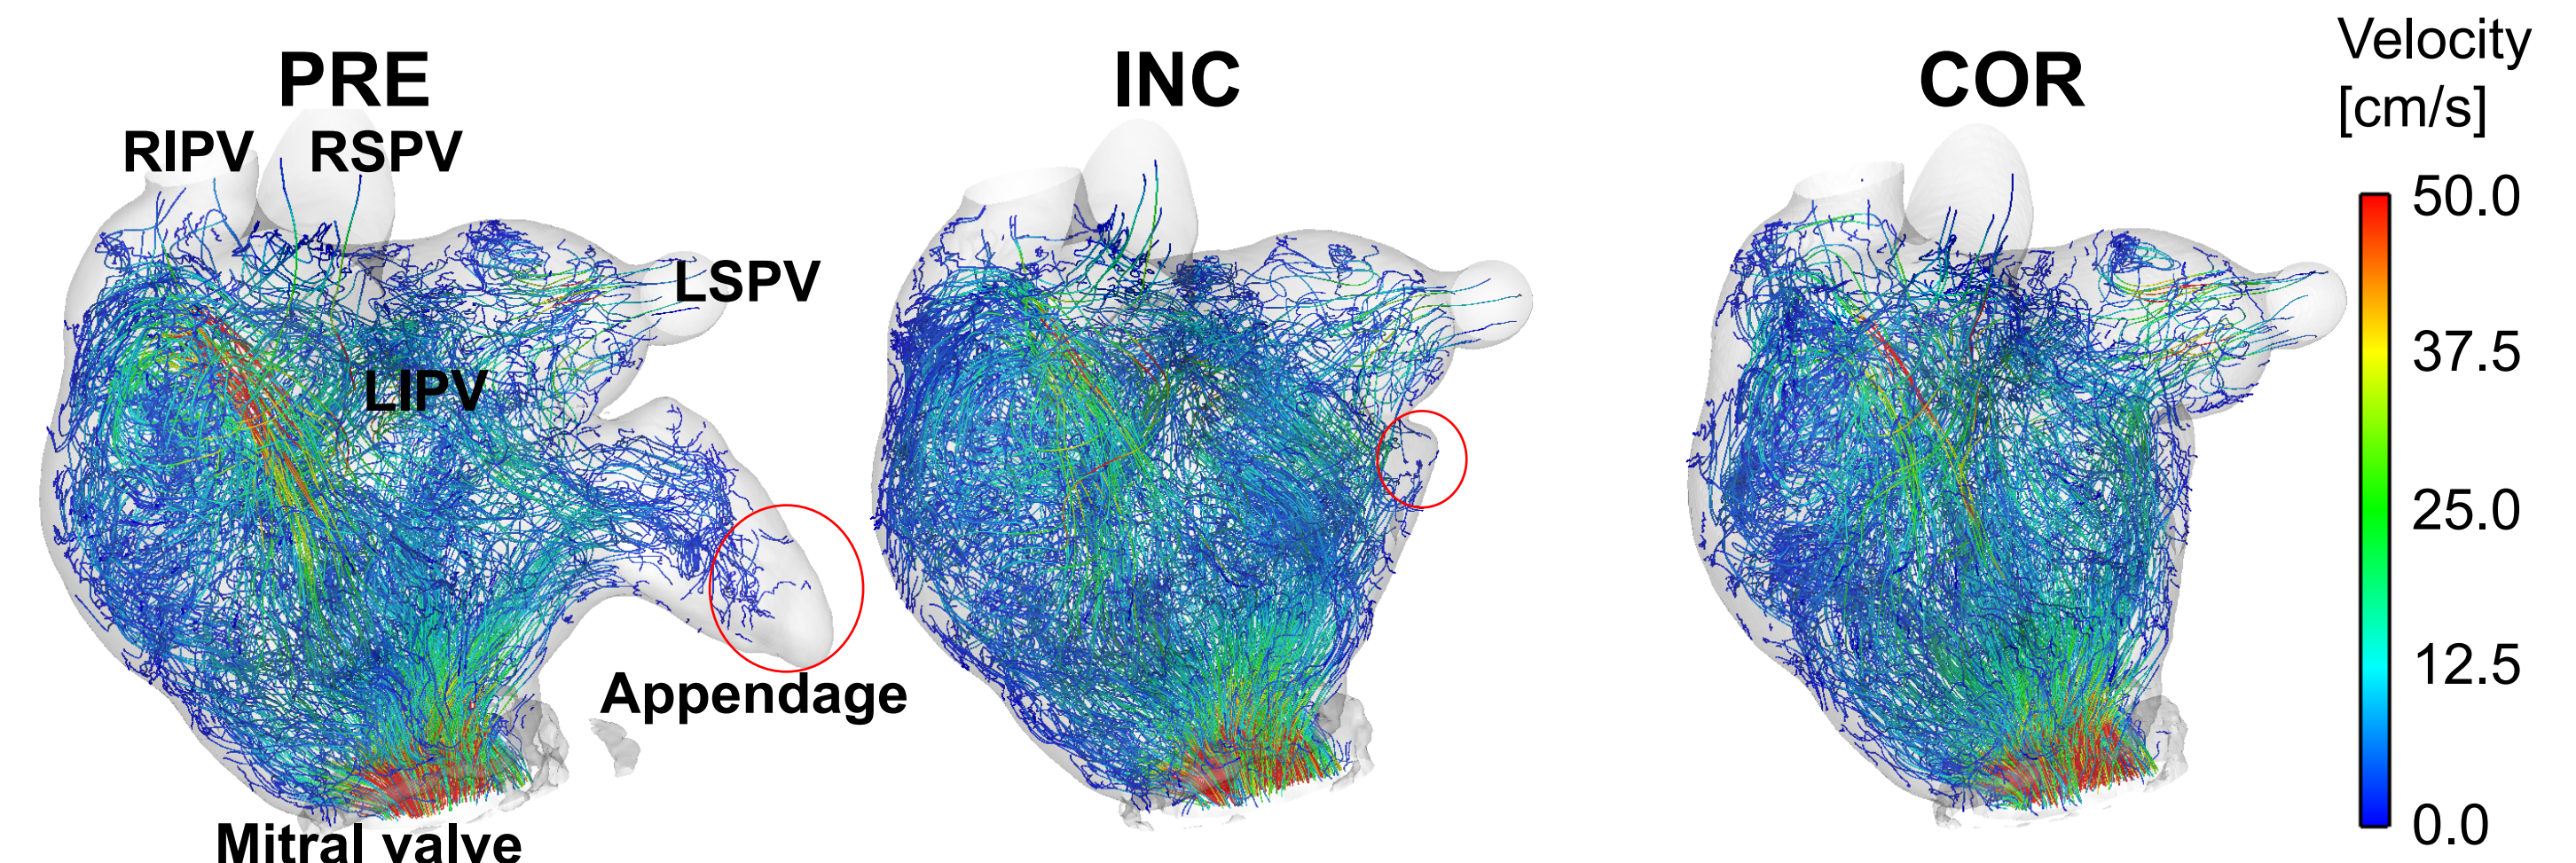 PRE
INC
COR
Velocity
[cm/s]
RIPV
RSPV
LSPV
LIPV
Appendage
Mitral valve
50.0
37.5
25.0
12.5
0.0